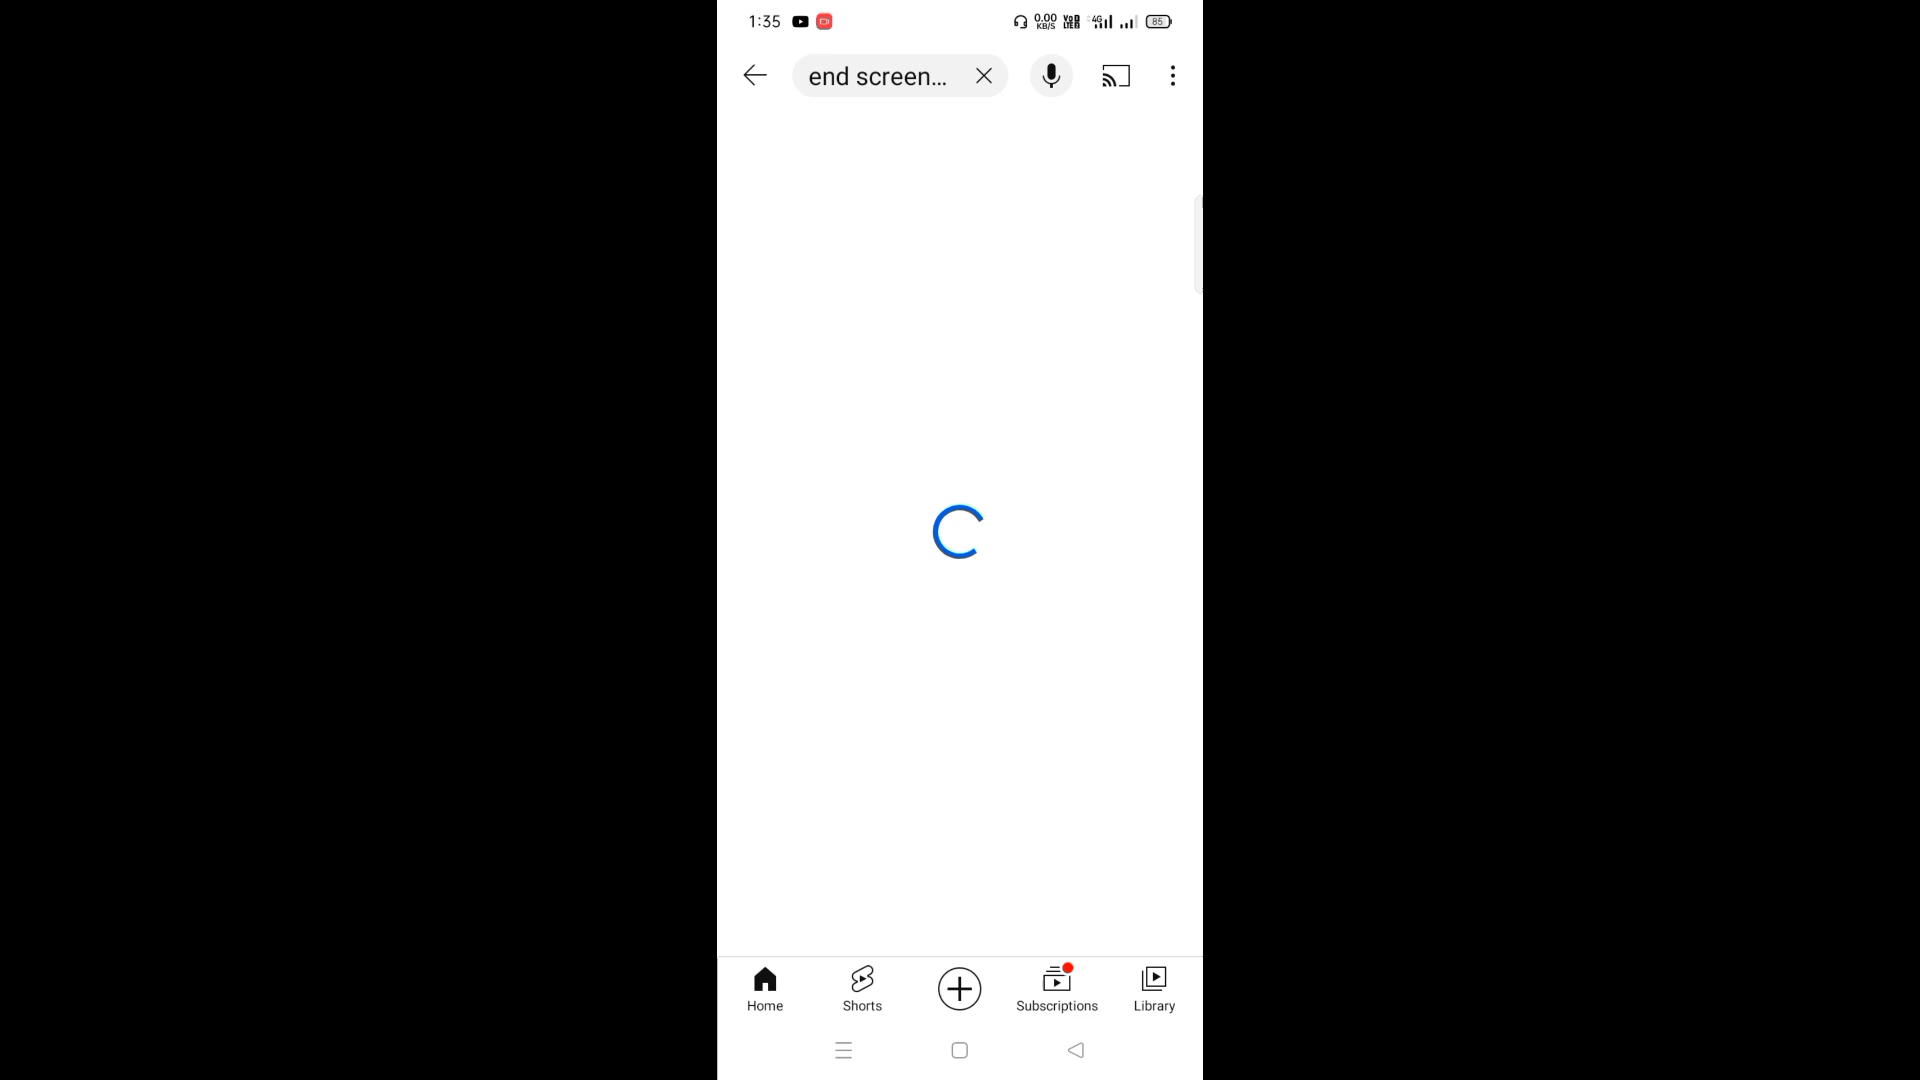 1:35
0.00
KB/S
4G
85
end screen...
Home
Shorts
Subscriptions
Library